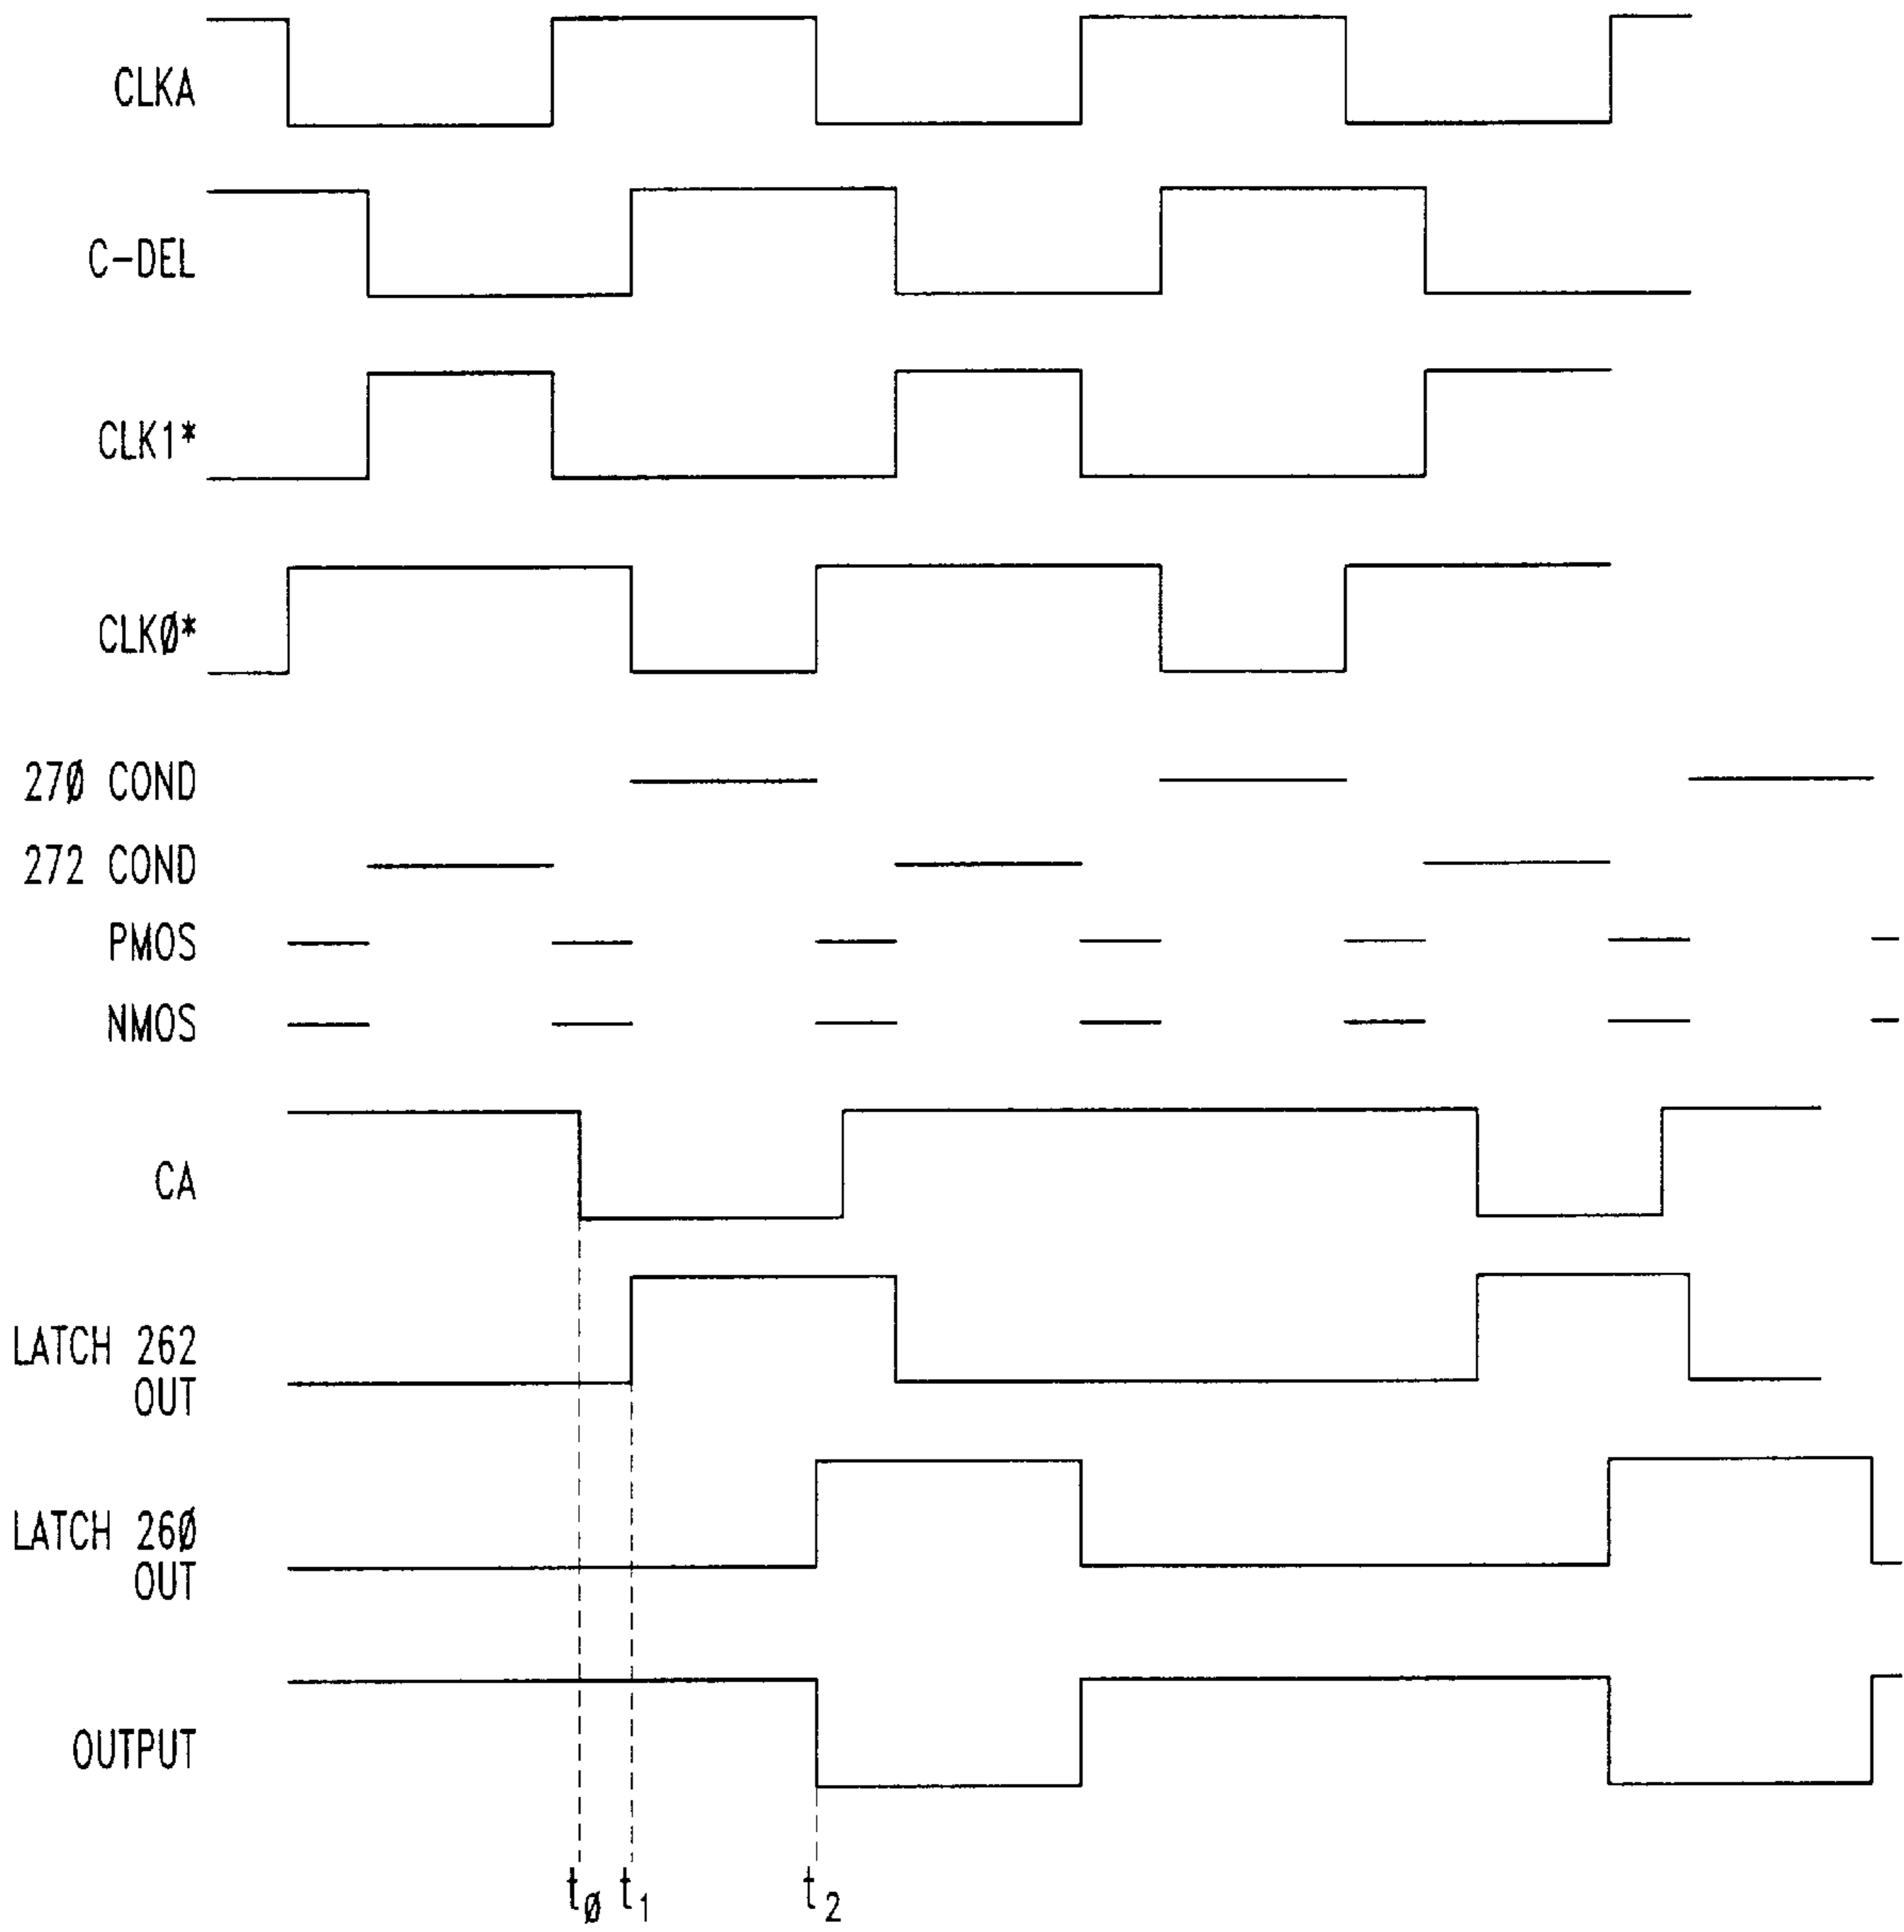 CLKA
C-DEL
CLK1*
CLKØ*
27Ø COND
272 COND
PMOS
NMOS
CA
LATCH 262
OUT
LATCH 26Ø
OUT
OUTPUT
tø t1 t2